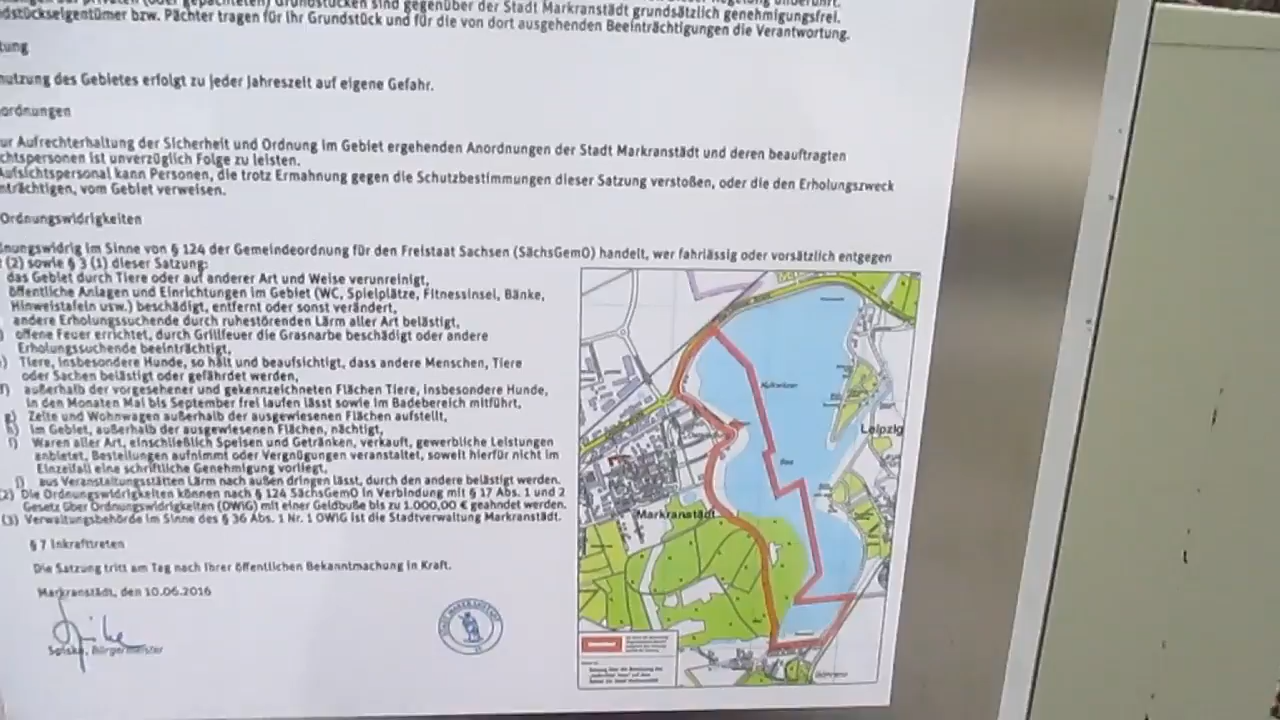 Grundstücken sind gegenüber der Stadt Markranstädt grundsätzlich genehmigungsfrei.
ndstückseigentümer bzw. Pächter tragen für ihr Grundstück und für die von dort ausgehenden Beeinträchtigungen die Verantwortung.
tung
nutzung des Gebietes erfolgt zu jeder Jahreszeit auf eigene Gefahr.
ordnungen
ur Aufrechterhaltung der Sicherheit und Ordnung im Gebiet ergehenden Anordnungen der Stadt Markranstädt und deren beauftragten
chtspersonen ist unverzüglich Folge zu leisten.
Aufsichtspersonal kann Personen, die trotz Ermahnung gegen die Schutzbestimmungen dieser Satzung verstoßen, oder die den Erholungszweck
nträchtigen, vom Gebiet verweisen.
Ordnungswidrigkeiten
nungswidrig im Sinne von § 124 der Gemeindeordnung für den Freistaat Sachsen (SächsGemO) handelt, wer fahrlässig oder vorsätzlich entgegen
(2) sowie § 3 (1) dieser Satzung:
das Gebiet durch Tiere oder auf anderer Art und Weise verunreinigt,
öffentliche Anlagen und Einrichtungen im Gebiet (WC, Spielplätze, Fitnessinsel, Bänke,
Hinweistafeln usw.) beschädigt, entfernt oder sonst verändert,
andere Erholungssuchende durch ruhestörenden Lärm aller Art belästigt,
offene Feuer errichtet, durch Grillfeuer die Grasnarbe beschädigt oder andere
Erholungssuchende beeinträchtigt,
) Tiere, insbesondere Hunde, so hält und beaufsichtigt, dass andere Menschen, Tiere
oder Sachen belästigt oder gefährdet werden,
f) außerhalb der vorgesehener und gekennzeichneten Flächen Tiere, insbesondere Hunde,
in den Monaten Mai bis September frei laufen lässt sowie im Badebereich mitführt,
g) Zelte und Wohnwagen außerhalb der ausgewiesenen Flächen aufstellt,
h) im Gebiet, außerhalb der ausgewiesenen Flächen, nächtigt,
i) Waren aller Art, einschließlich Speisen und Getränken, verkauft, gewerbliche Leistungen
anbietet, Bestellungen aufnimmt oder Vergnügungen veranstaltet, soweit hierfür nicht im
Einzelfall eine schriftliche Genehmigung vorliegt,
j) aus Veranstaltungsstätten Lärm nach außen dringen lässt, durch den andere belästigt werden.
(2) Die Ordnungswidrigkeiten können nach § 124 SächsGemO in Verbindung mit § 17 Abs. 1 und 2
Gesetz über Ordnungswidrigkeiten (OWiG) mit einer Geldbuße bis zu 1.000,00 € geahndet werden.
(3) Verwaltungsbehörde im Sinne des § 36 Abs. 1 Nr. 1 OWiG ist die Stadtverwaltung Markranstädt.
§ 7 Inkrafttreten
Die Satzung tritt am Tag nach ihrer öffentlichen Bekanntmachung in Kraft.
Markranstädt, den 10.06.2016
Bürgermeister
Kulkwitzer
See
Leipzig
Markranstädt